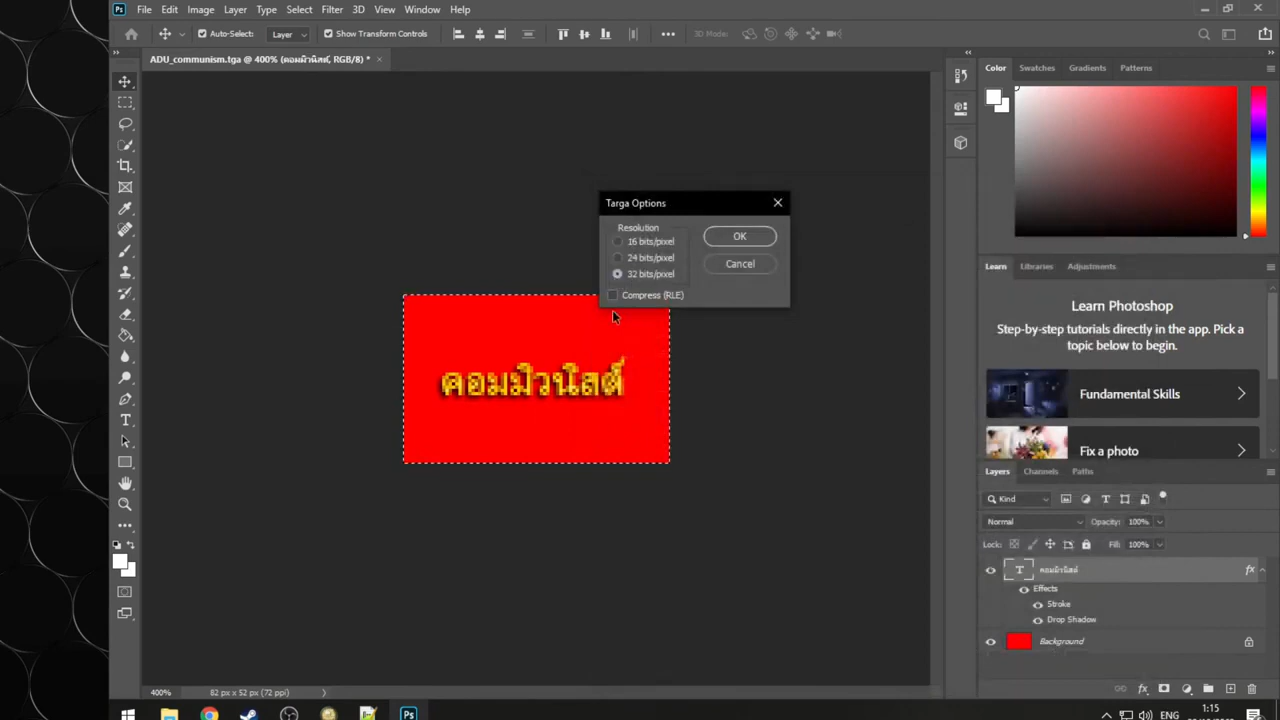 File Edit Image Layer Type Select Filter 3D View Window Help
Auto-Select: Layer Show Transform Controls 3D Mode:
ADU_communism.tga @ 400% (คอมมิวนิสต์, RGB/8) *
Color Swatches Gradients Patterns
Targa Options
Resolution
16 bits/pixel
24 bits/pixel
32 bits/pixel
Compress (RLE)
OK
Cancel
คอมมิวนิสต์
Learn Libraries Adjustments
Learn Photoshop
Step-by-step tutorials directly in the app. Pick a
topic below to begin.
Fundamental Skills
Fix a photo
Layers Channels Paths
Kind
Normal Opacity: 100%
Lock: Fill: 100%
คอมมิวนิสต์ fx
Effects
Stroke
Drop Shadow
Background
400% 82 px x 52 px (72 ppi)
ENG 1:15